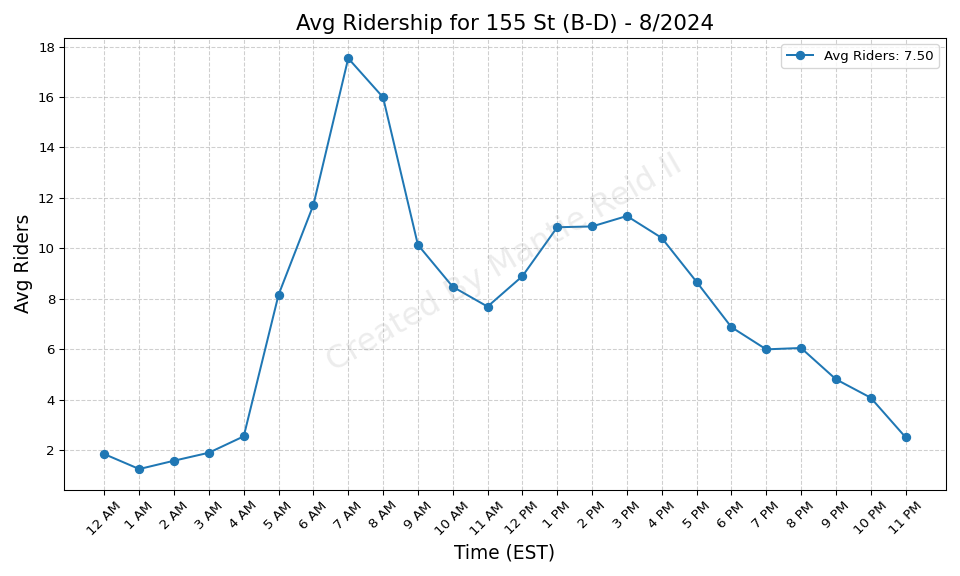 Avg Ridership for 155 St (B-D) - 8/2024
Avg Riders: 7.50
18
16
14
12
10
8
6
4
2
Avg Riders
Created By Mantle Reid II
12 AM
1 AM
2 AM
3 AM
4 AM
5 AM
6 AM
7 AM
8 AM
9 AM
10 AM
11 AM
12 PM
1 PM
2 PM
3 PM
4 PM
5 PM
6 PM
7 PM
8 PM
9 PM
10 PM
11 PM
Time (EST)